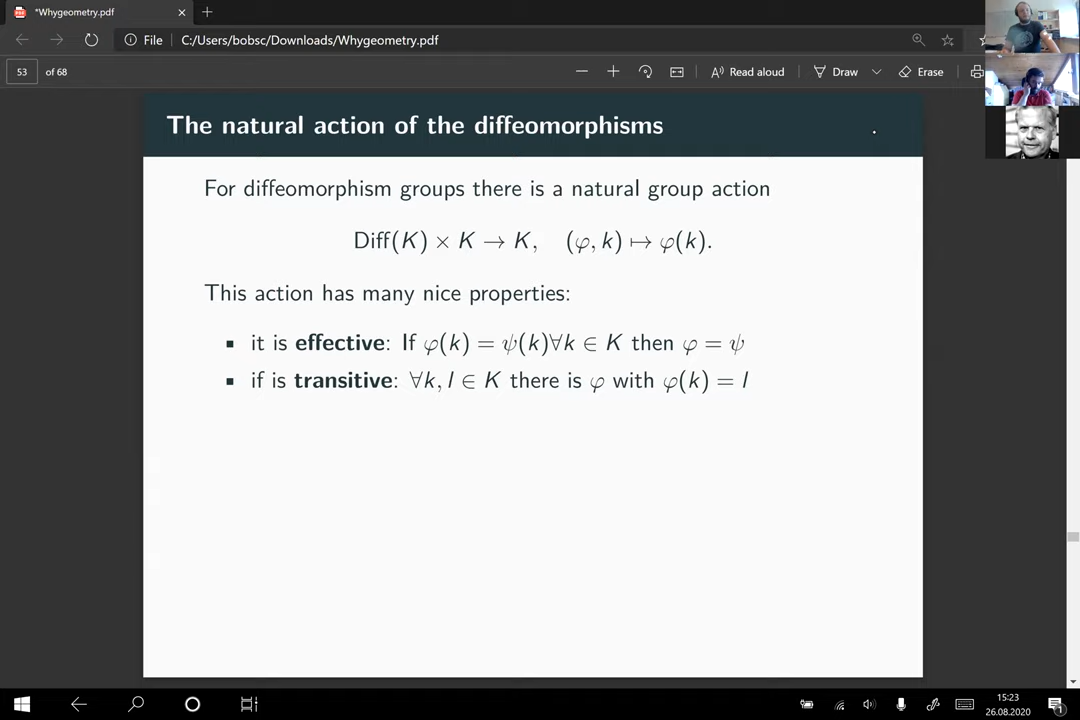 *Whygeometry.pdf
File C:/Users/bobsc/Downloads/Whygeometry.pdf
53 of 68 Read aloud Draw Erase
The natural action of the diffeomorphisms
For diffeomorphism groups there is a natural group action
Diff(K) × K → K, (φ, k) ↦ φ(k).
This action has many nice properties:
▪ it is effective: If φ(k) = ψ(k)∀k ∈ K then φ = ψ
▪ if is transitive: ∀k, l ∈ K there is φ with φ(k) = l
15:23
26.08.2020